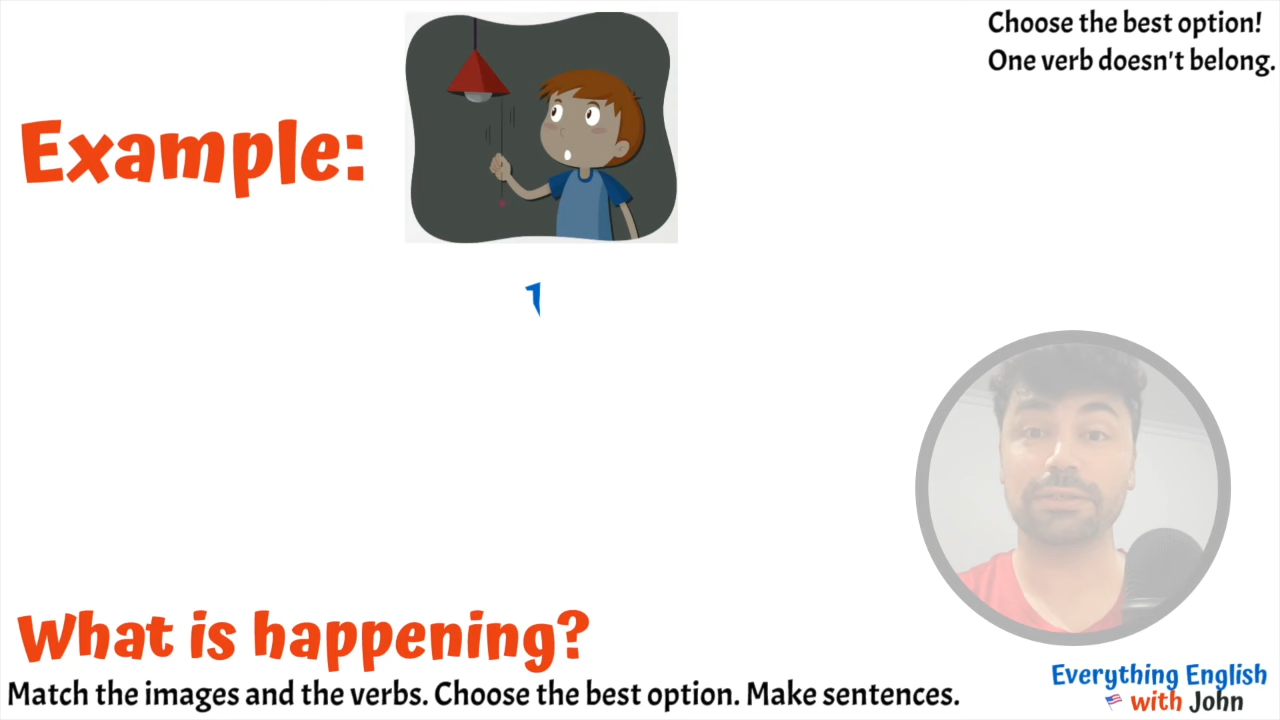 Choose the best option!
One verb doesn't belong.
Example:
What is happening?
Match the images and the verbs. Choose the best option. Make sentences.
Everything English
with John